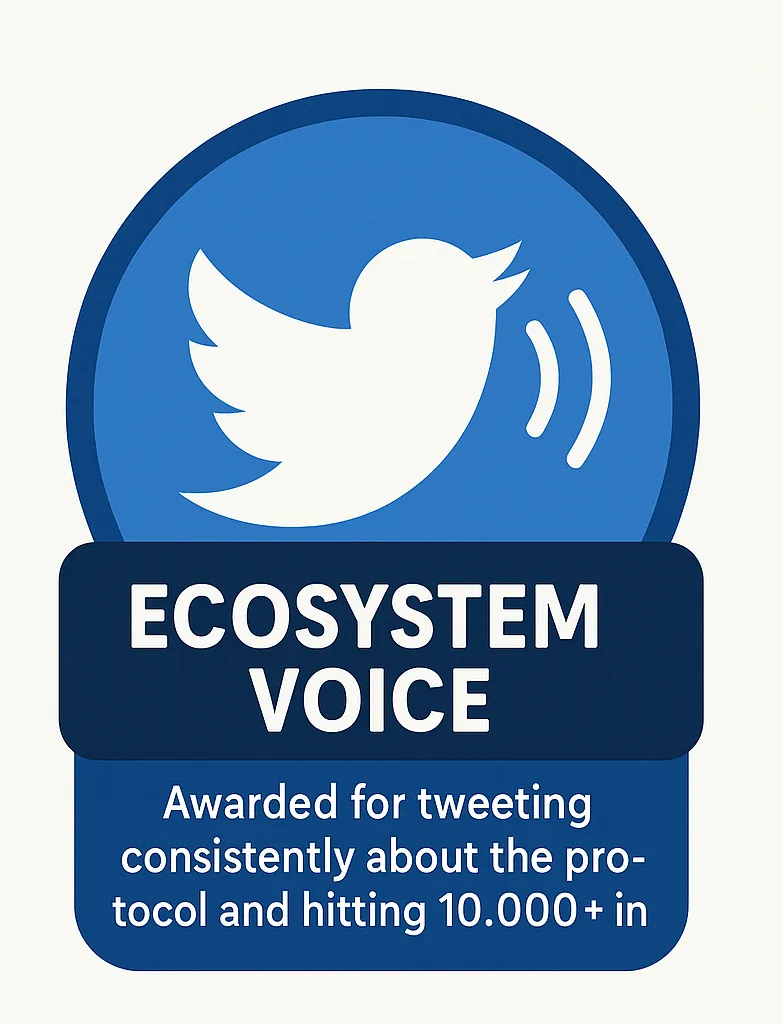 ECOSYSTEM
VOICE
Awarded for tweeting
consistently about the pro-
tocol and hitting 10.000+ in